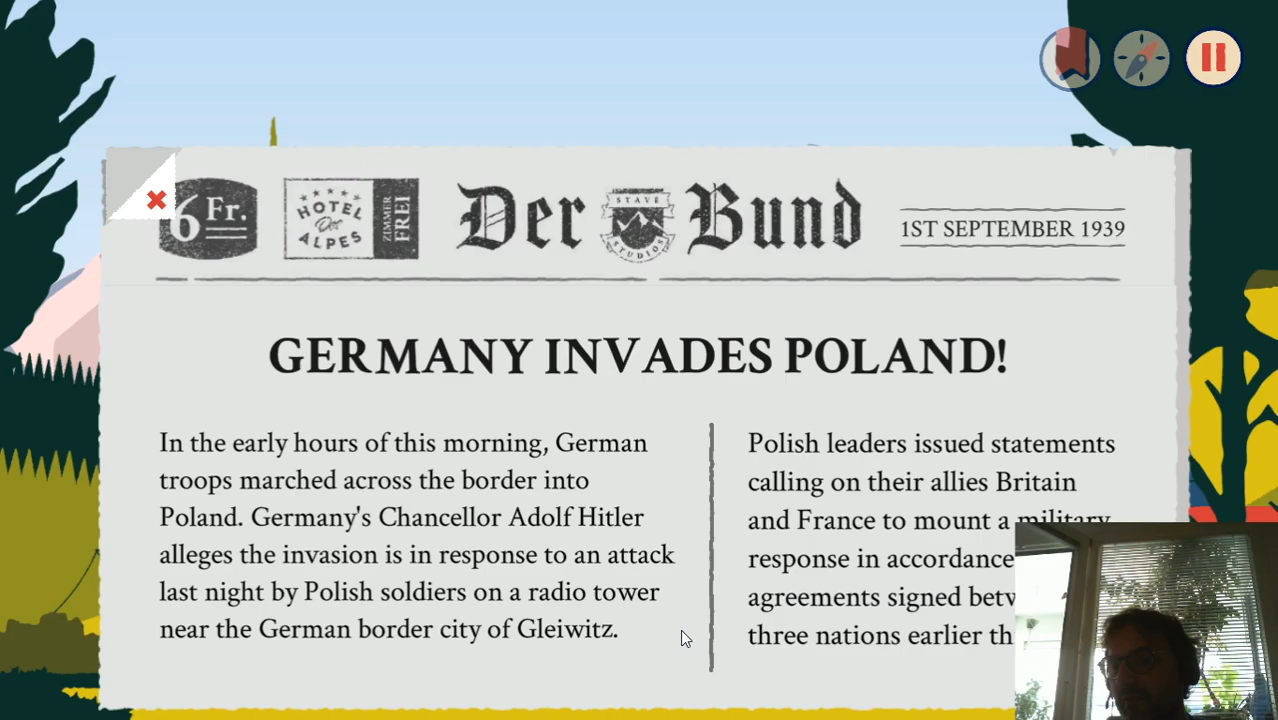 6 Fr.
HOTEL
Des
ALPES
ZIMMER
FREI
Der Bund
STAVE
STUDIOS
1ST SEPTEMBER 1939
GERMANY INVADES POLAND!
In the early hours of this morning, German
troops marched across the border into
Poland. Germany's Chancellor Adolf Hitler
alleges the invasion is in response to an attack
last night by Polish soldiers on a radio tower
near the German border city of Gleiwitz.
Polish leaders issued statements
calling on their allies Britain
and France to mount a military
response in accordance
agreements signed
three nations earlier